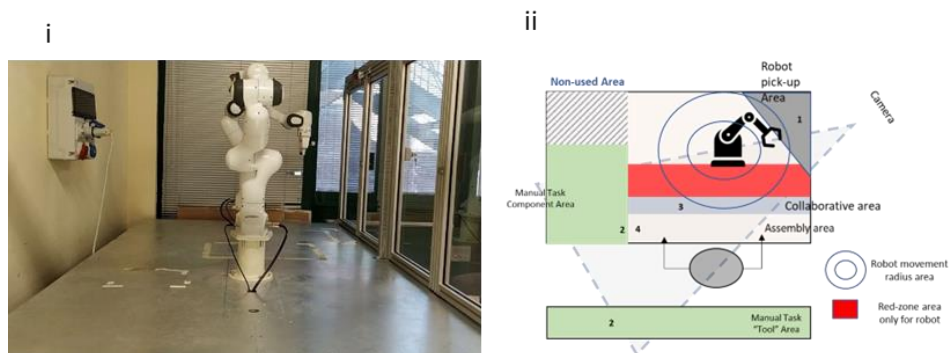 i
ii
Non-used Area
Robot
pick-up
Area
1
Camera
Manual Task
Component Area
2
3
Collaborative area
4
Assembly area
Robot movement
radius area
Red-zone area
only for robot
2
Manual Task
"Tool" Area